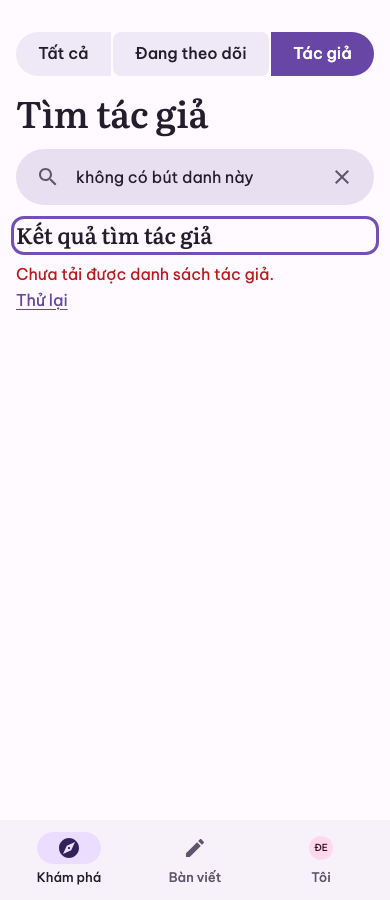 Tất cả
Đang theo dõi
Tác giả
Tìm tác giả
không có bút danh này
Kết quả tìm tác giả
Chưa tải được danh sách tác giả.
Thử lại
ĐE
Khám phá
Bàn viết
Tôi